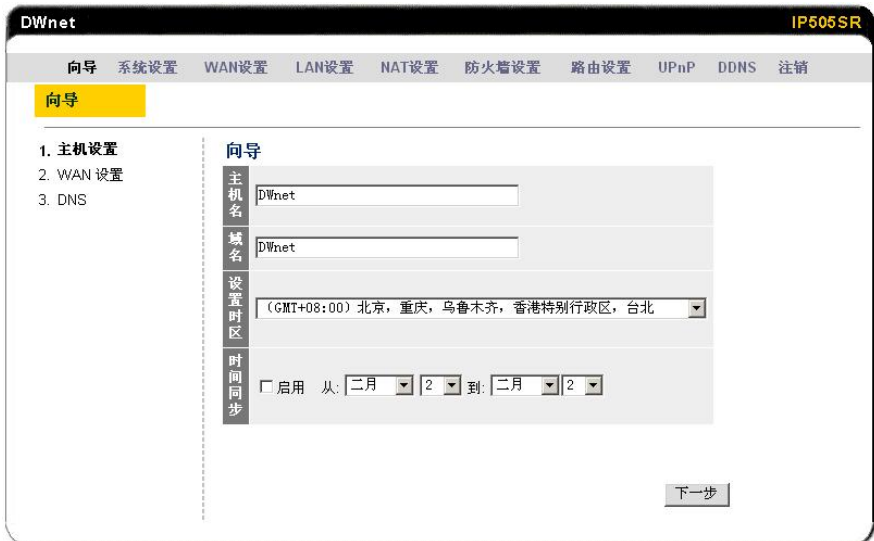 DWnet IP505SR
向导 系统设置 WAN设置 LAN设置 NAT设置 防火墙设置 路由设置 UPnP DDNS 注销
向导
1. 主机设置
2. WAN 设置
3. DNS
向导
主机名 DWnet
域名 DWnet
设置时区 (GMT+08:00) 北京, 重庆, 乌鲁木齐, 香港特别行政区, 台北
时间同步 启用 从: 二月 2 到: 二月 2
下一步